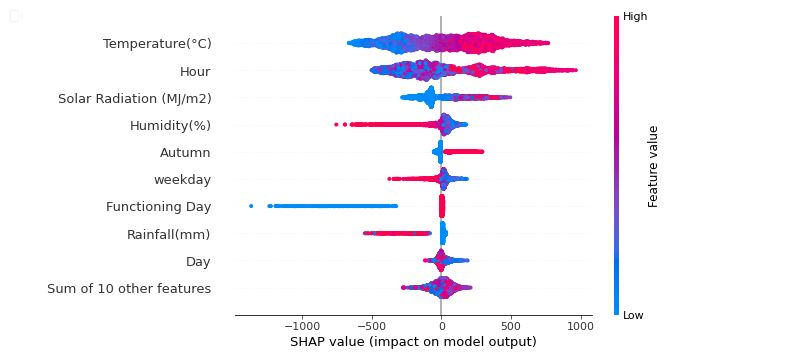 High
Temperature(°C)
Hour
Solar Radiation (MJ/m2)
Humidity(%)
Autumn
weekday
Functioning Day
Rainfall(mm)
Day
Sum of 10 other features
Feature value
Low
−1000 −500 0 500 1000
SHAP value (impact on model output)